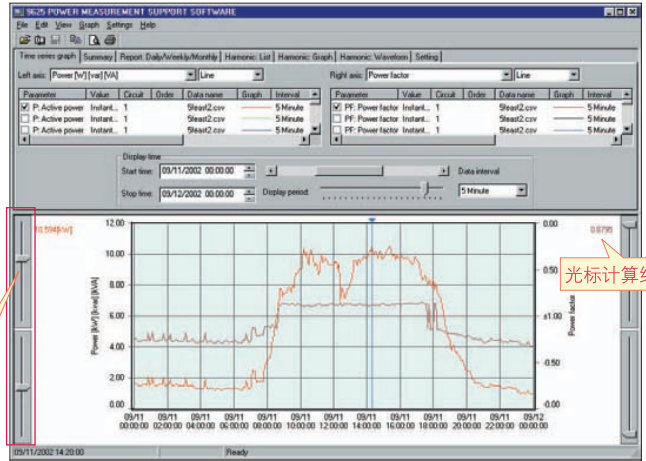 9625 POWER MEASUREMENT SUPPORT SOFTWARE
File Edit View Graph Settings Help
Time series graph Summary Report: Daily/Weekly/Monthly Harmonic: List Harmonic: Graph Harmonic: Waveform Setting
Left axis: Power [W] [var] [VA] Line Right axis: Power factor Line
Parameter Value Circuit Order Data name Graph Interval Parameter Value Circuit Order Data name Graph Interval
P: Active power Instant... 1 5feast2.csv 5 Minute PF: Power factor Instant... 1 5feast2.csv 5 Minute
P: Active power Instant... 1 5feast2.csv 5 Minute PF: Power factor Instant... 1 5feast2.csv 5 Minute
P: Active power Instant... 1 5feast2.csv 5 Minute PF: Power factor Instant... 1 5feast2.csv 5 Minute
Display time
Start time: 09/11/2002 00:00:00 Data interval
Stop time: 09/12/2002 00:00:00 Display period: 5 Minute
12.00 0.00
0.8795
10.00
0.50
光标计算
8.00
6.00 ±1.00
Power [kW] [kvar] [kVA]
Power factor
4.00
-0.50
2.00
0.00 -0.00
09/11 09/11 09/11 09/11 09/11 09/11 09/11 09/11 09/11 09/11 09/11 09/11 09/12
00:00:00 02:00:00 04:00:00 06:00:00 08:00:00 10:00:00 12:00:00 14:00:00 16:00:00 18:00:00 20:00:00 22:00:00 00:00:00
09/11/2002 14:20:00 Ready